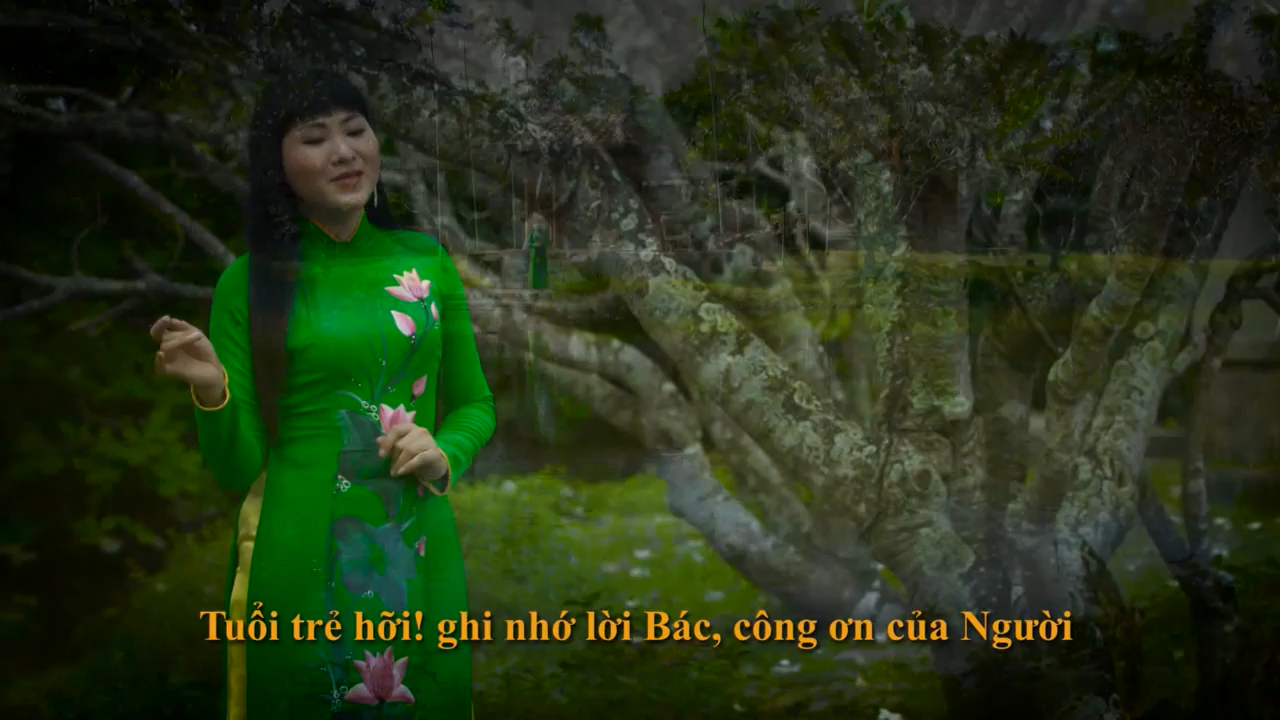 Tuổi trẻ hỡi! ghi nhớ lời Bác, công ơn của Người